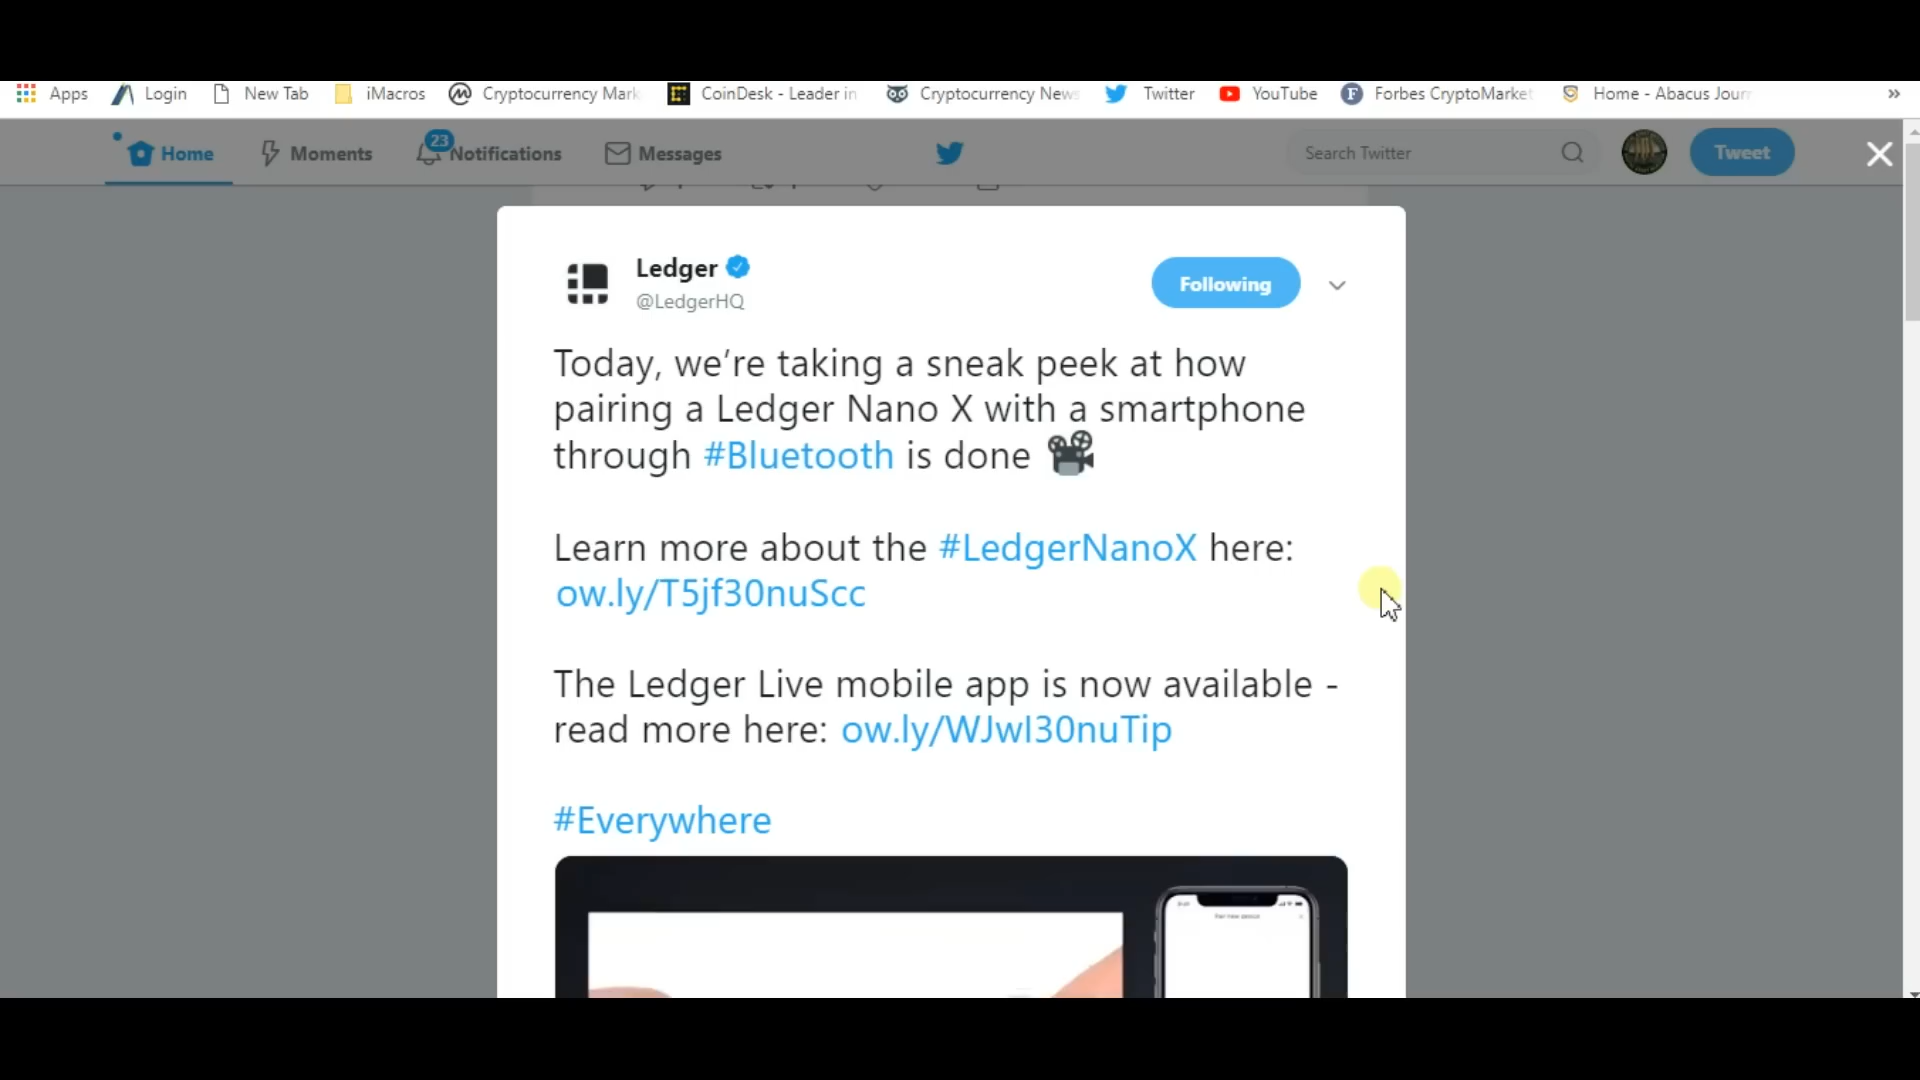 Apps Login New Tab iMacros Cryptocurrency Mark CoinDesk - Leader in Cryptocurrency News Twitter YouTube Forbes CryptoMarket Home - Abacus Journ »
Home Moments 23 Notifications Messages Search Twitter Tweet
Ledger
@LedgerHQ
Following
Today, we’re taking a sneak peek at how
pairing a Ledger Nano X with a smartphone
through #Bluetooth is done
Learn more about the #LedgerNanoX here:
ow.ly/T5jf30nuScc
The Ledger Live mobile app is now available -
read more here: ow.ly/WJwI30nuTip
#Everywhere